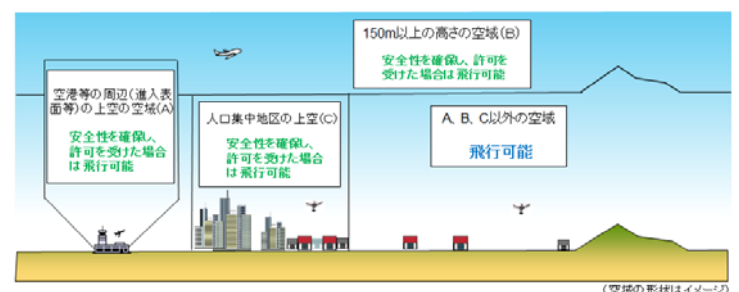 150m以上の高さの空域(B)
安全性を確保し、許可を
受けた場合は飛行可能
空港等の周辺(進入表
面等)の上空の空域(A)
安全性を確保し、
許可を受けた場合
は飛行可能
人口集中地区の上空(C)
安全性を確保し、
許可を受けた場合
は飛行可能
A, B, C以外の空域
飛行可能
(空域の形状はイメージ)